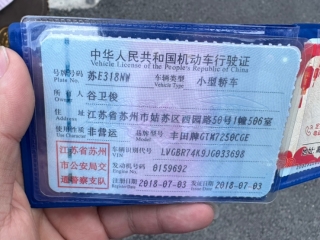 中华人民共和国机动车行驶证
Vehicle License of the People's Republic of China
号牌号码 苏E318NW 车辆类型 小型轿车
Plate No. Vehicle Type
所有人 谷卫俊
Owner
住址 江苏省苏州市姑苏区西园路50号1幢506室
Address
使用性质 非营运 品牌型号 丰田牌GTM7250CGE
Use Character Model
江苏省苏州市公安局交通警察支队
车辆识别代号 LVGBR74K9JG033698
VIN
发动机号码 0159692
Engine No.
注册日期 2018-07-03 发证日期 2018-07-03
Register Date Issue Date